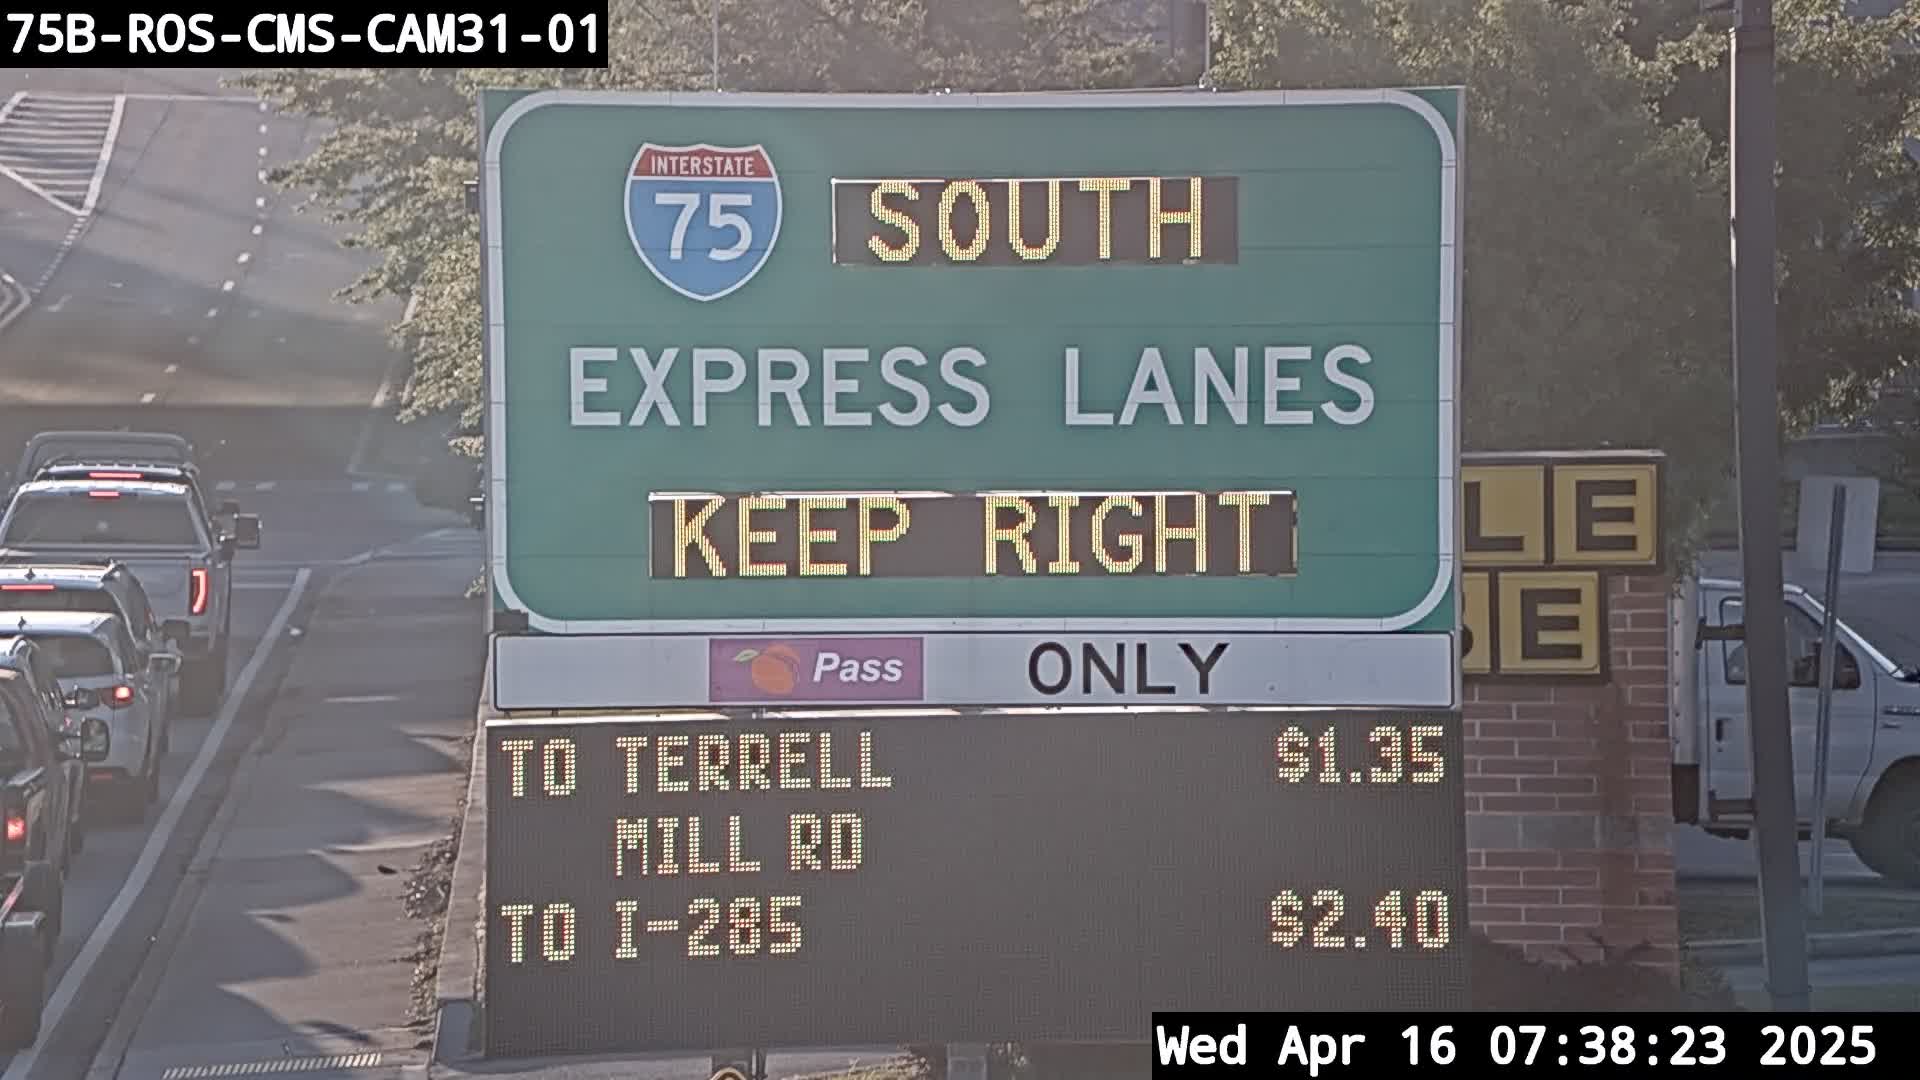 75B-ROS-CMS-CAM31-01
INTERSTATE
75
SOUTH
EXPRESS LANES
KEEP RIGHT
Pass ONLY
TO TERRELL $1.35
MILL RD
TO I-285 $2.40
LE
E
Wed Apr 16 07:38:23 2025